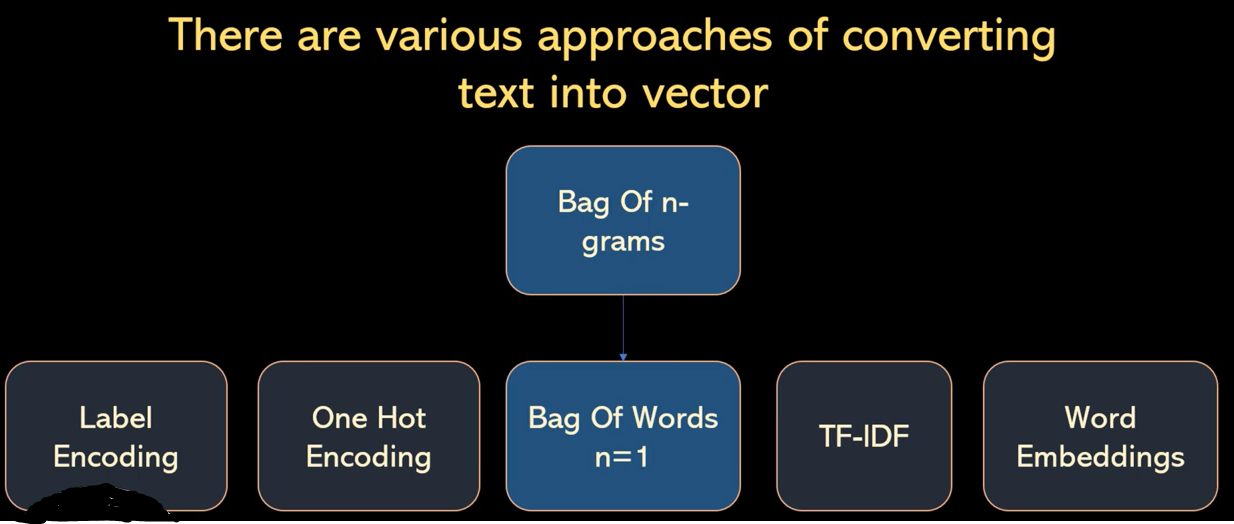 There are various approaches of converting
text into vector
Bag Of n-
grams
Label
Encoding
One Hot
Encoding
Bag Of Words
n=1
TF-IDF
Word
Embeddings